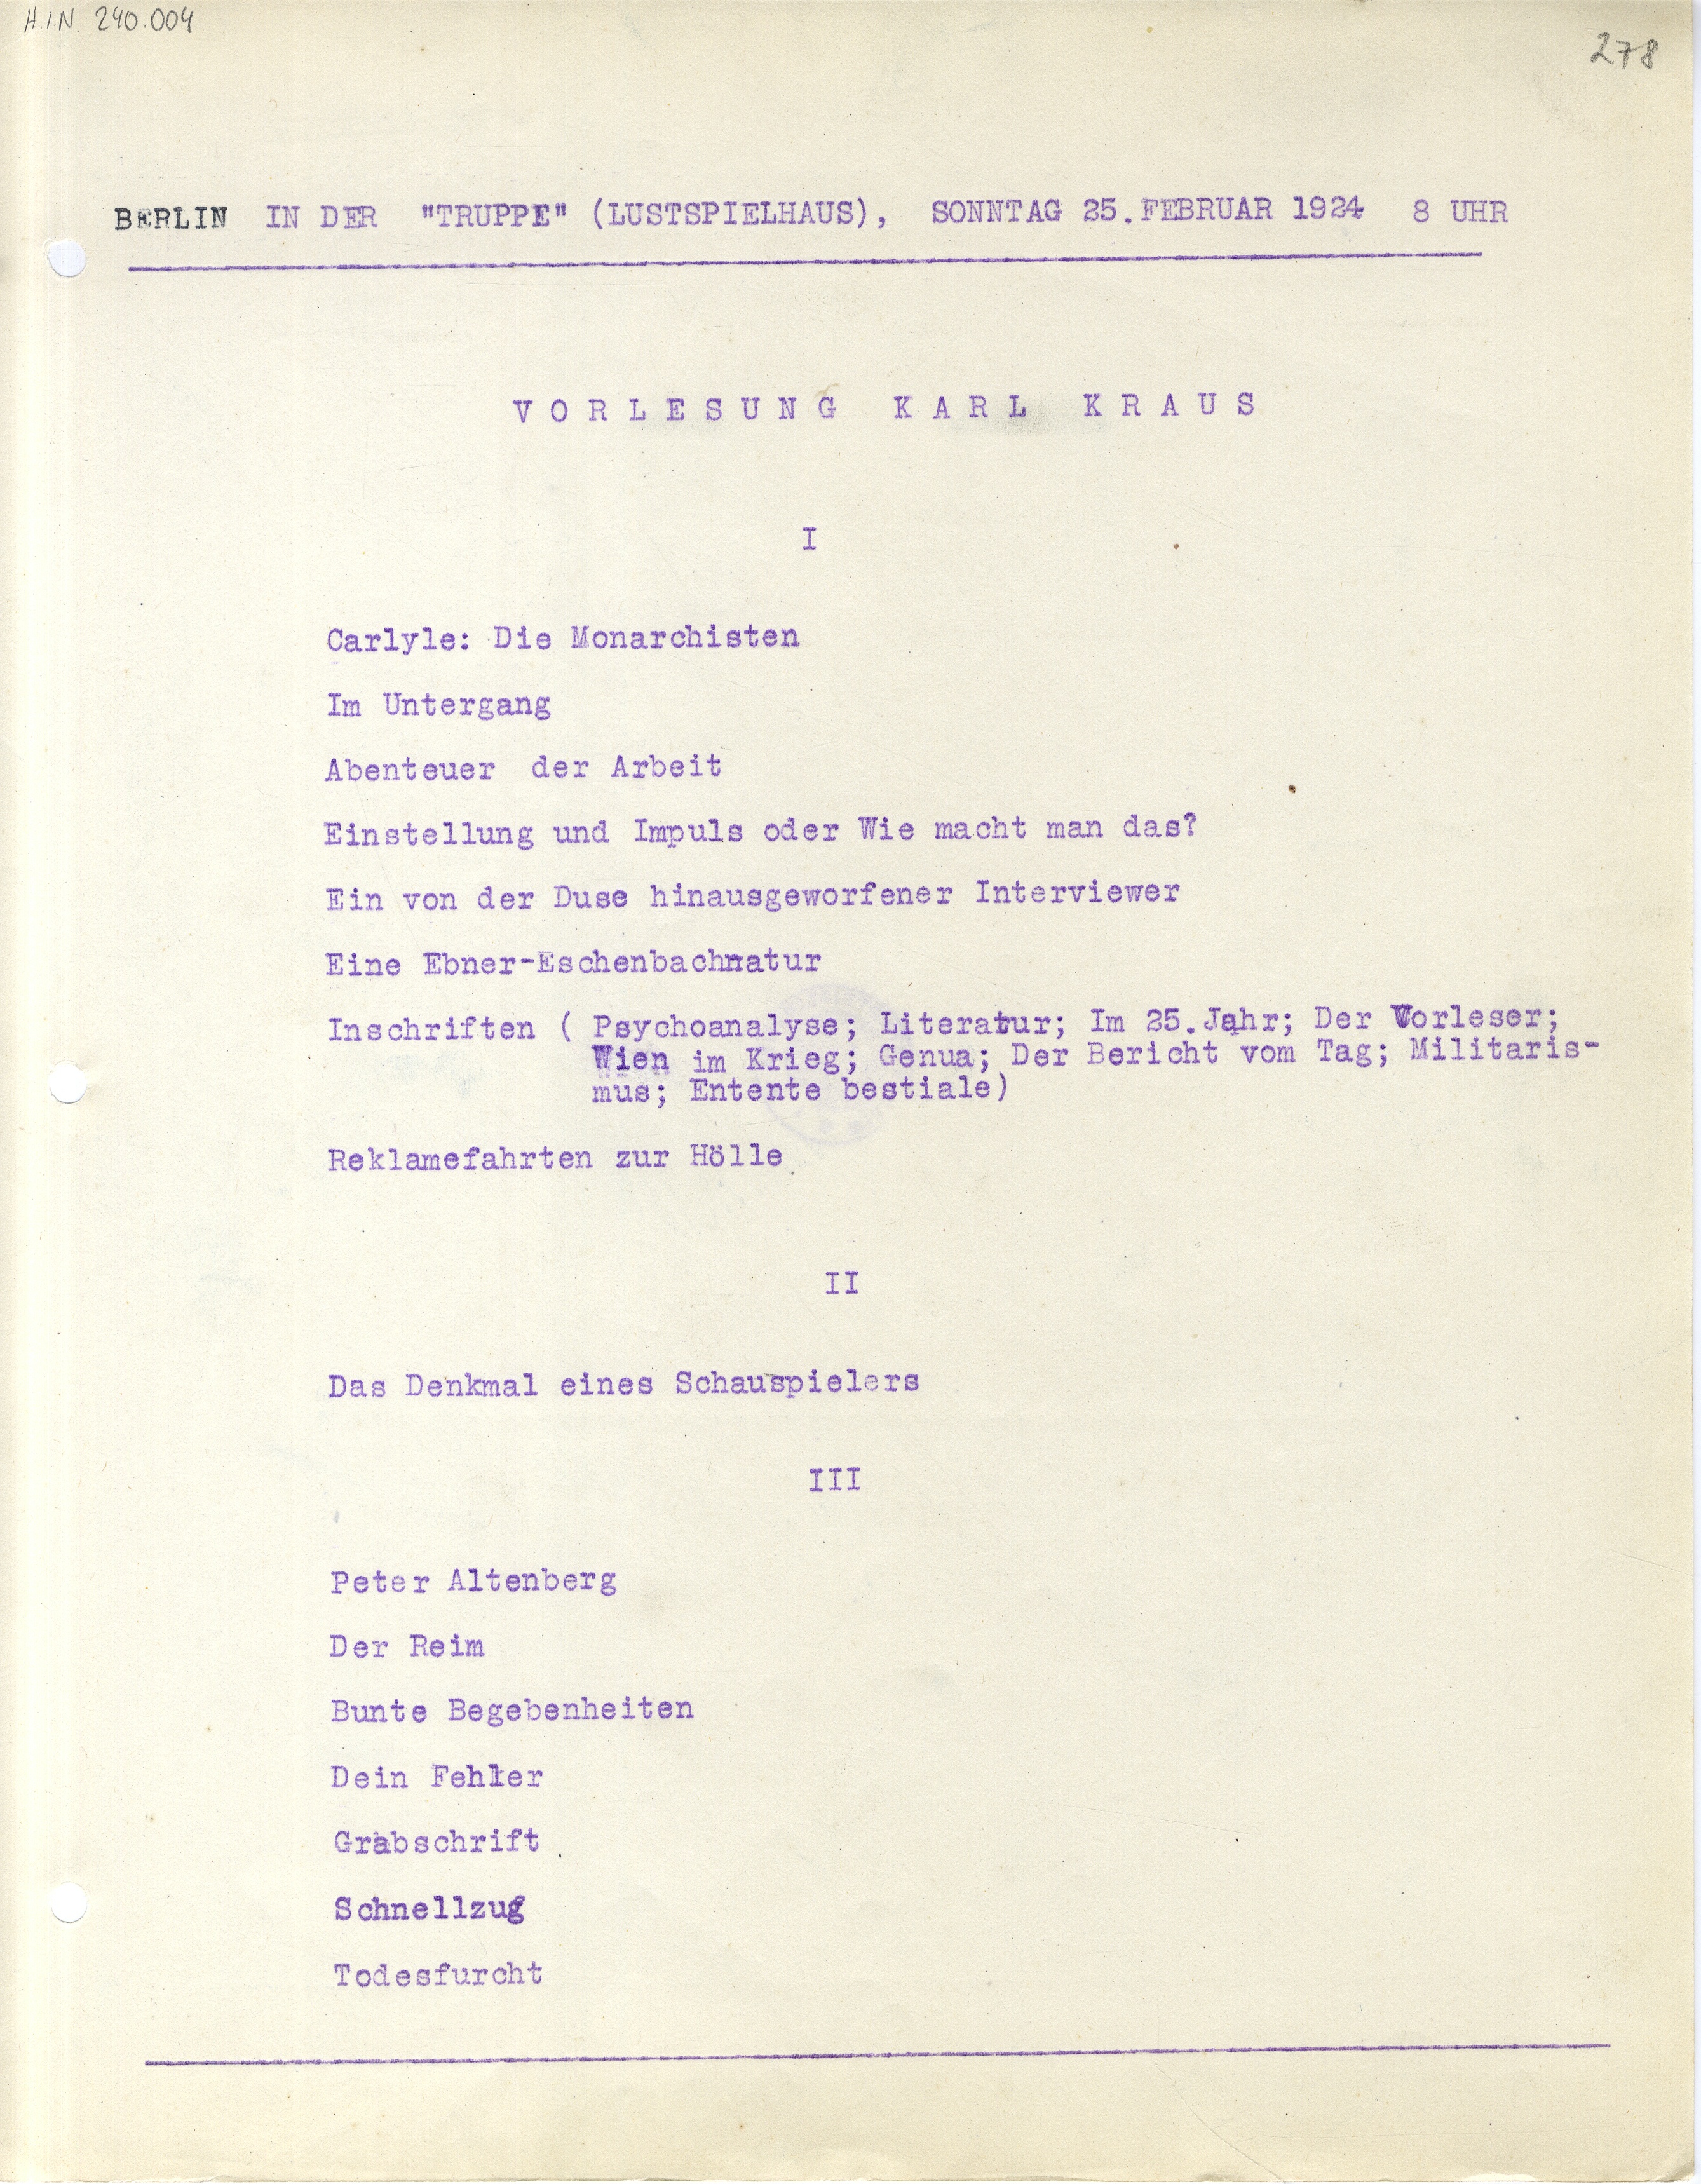 H.I.N. 240.004
278
BERLIN IN DER "TRUPPE" (LUSTSPIELHAUS), SONNTAG 25.FEBRUAR 1924 8 UHR
VORLESUNG KARL KRAUS
I
Carlyle: Die Monarchisten
Im Untergang
Abenteuer der Arbeit
Einstellung und Impuls oder Wie macht man das?
Ein von der Duse hinausgeworfener Interviewer
Eine Ebner-Eschenbachnatur
Inschriften ( Psychoanalyse; Literatur; Im 25.Jahr; Der Vorleser;
Wien im Krieg; Genua; Der Bericht vom Tag; Militaris-
mus; Entente bestiale)
Reklamefahrten zur Hölle
II
Das Denkmal eines Schauspielers
III
Peter Altenberg
Der Reim
Bunte Begebenheiten
Dein Fehler
Grabschrift
Schnellzug
Todesfurcht